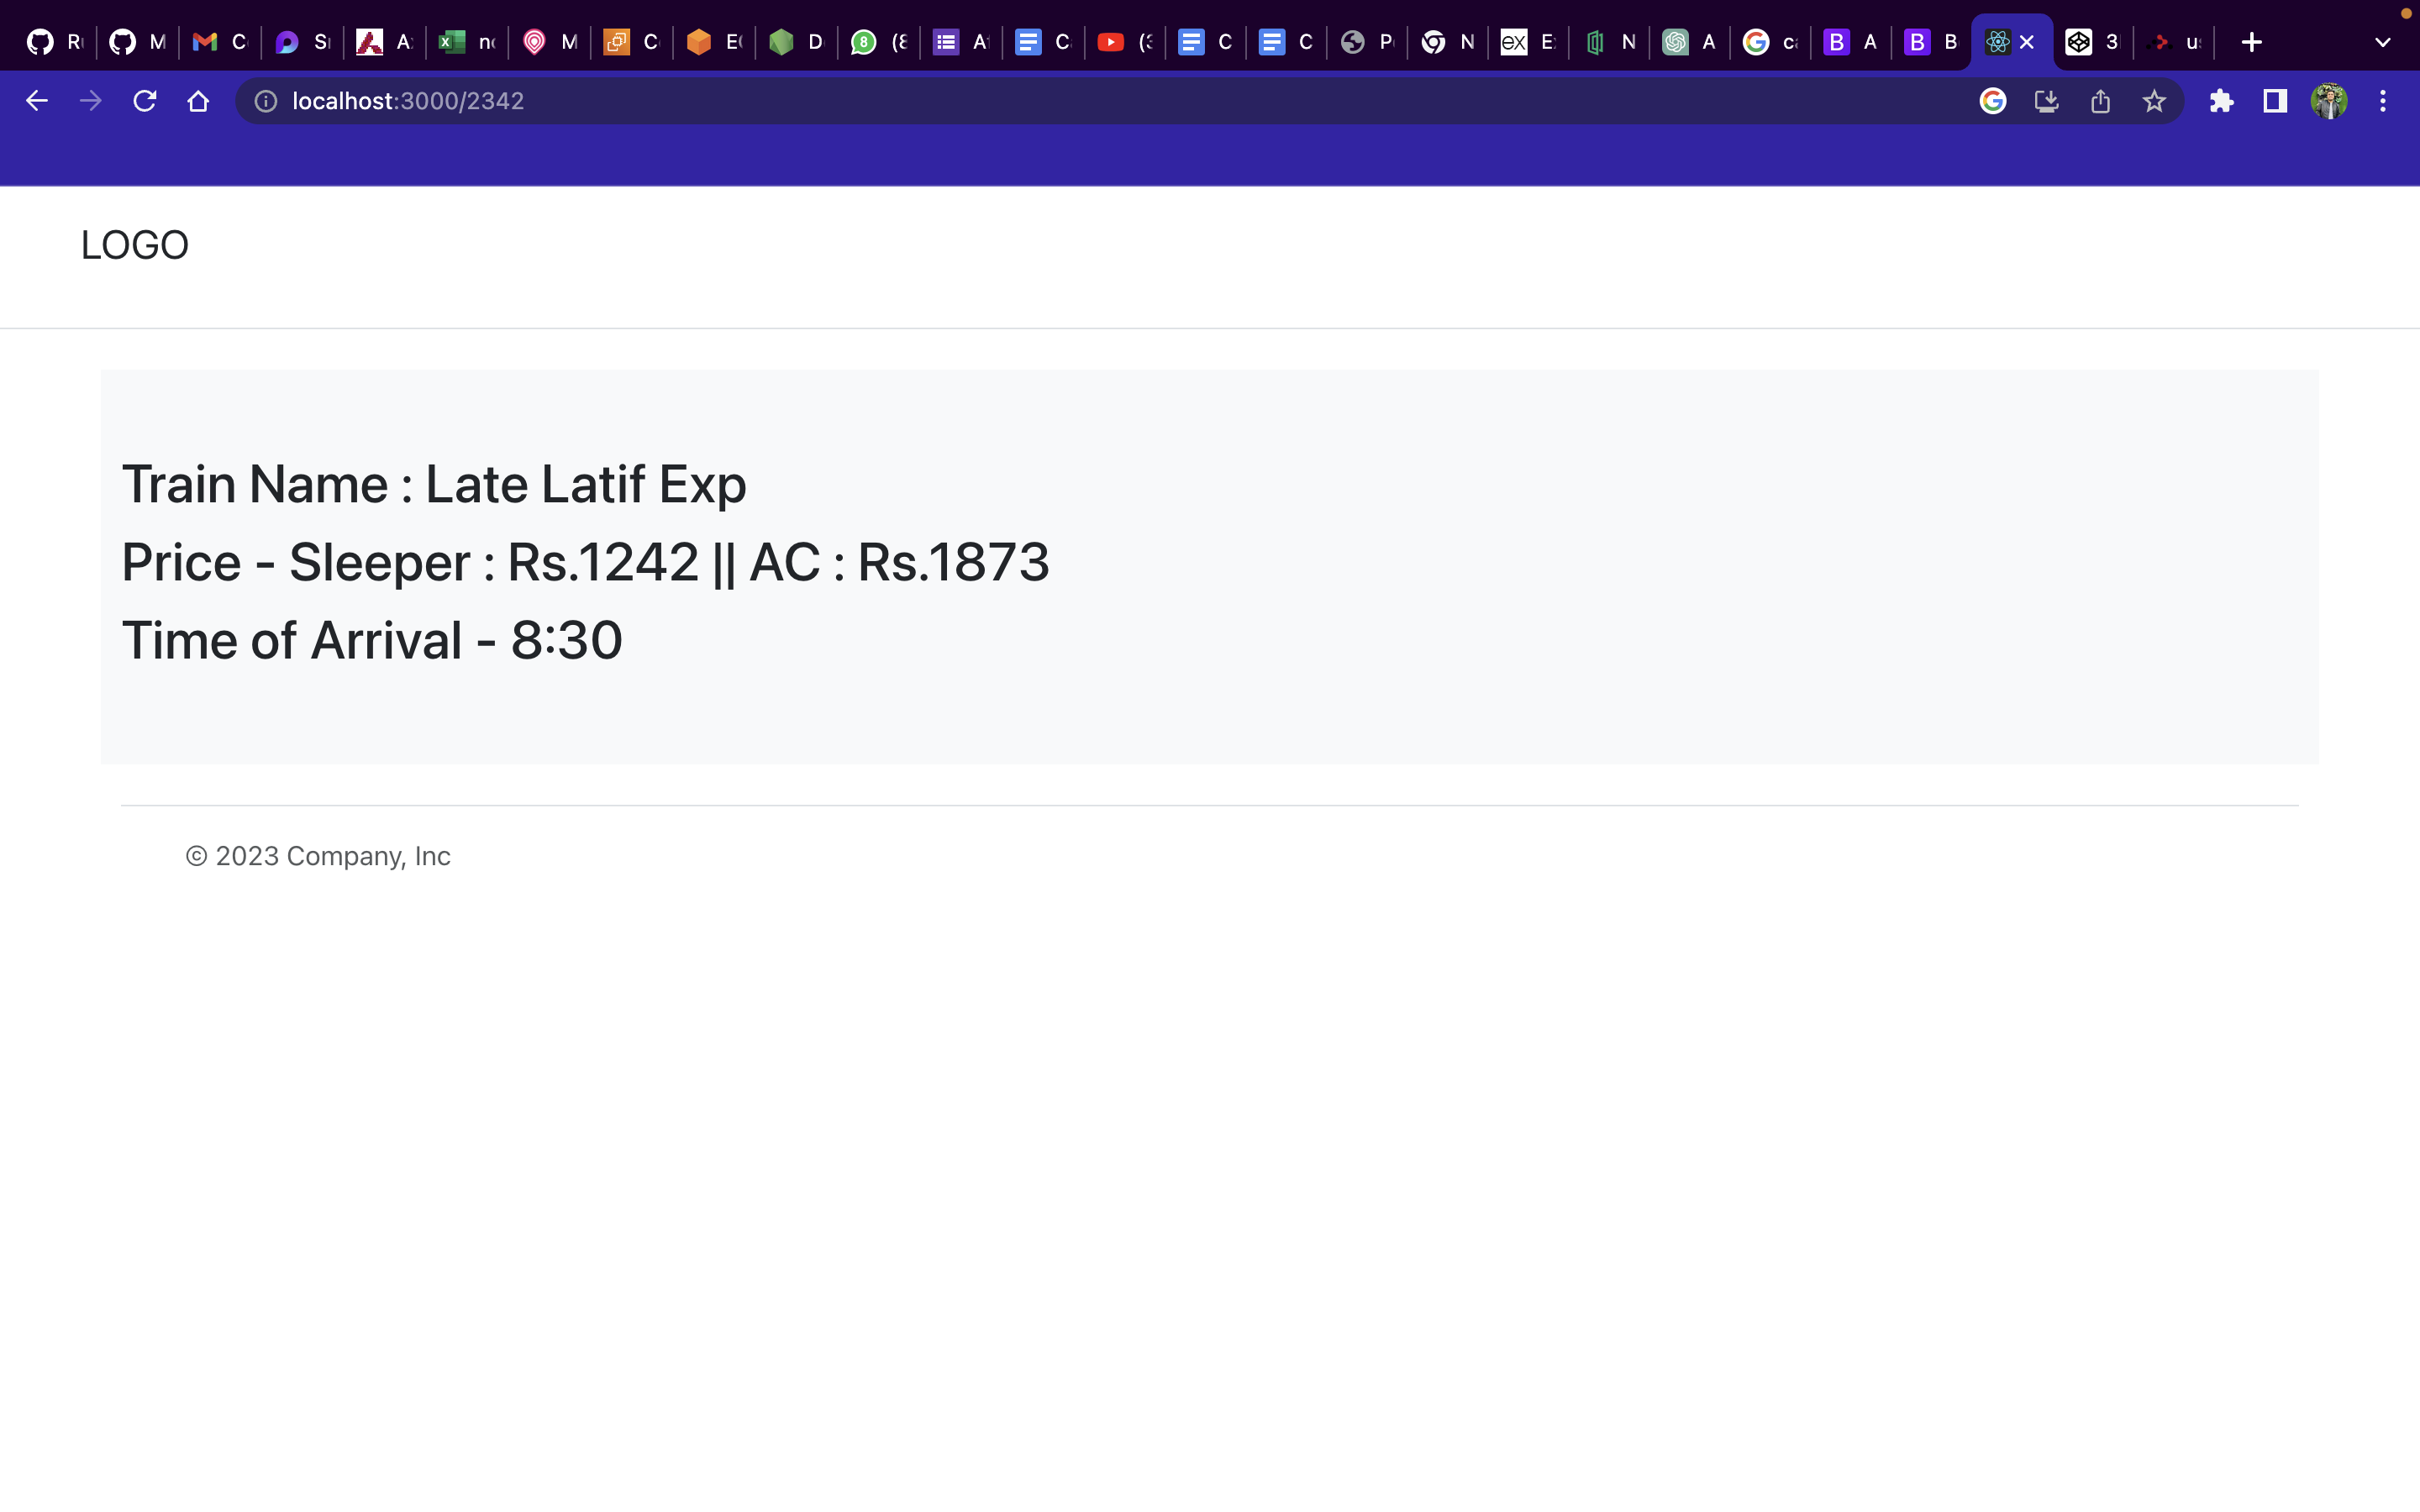 localhost:3000/2342
LOGO
Train Name : Late Latif Exp
Price - Sleeper : Rs.1242 || AC : Rs.1873
Time of Arrival - 8:30
© 2023 Company, Inc